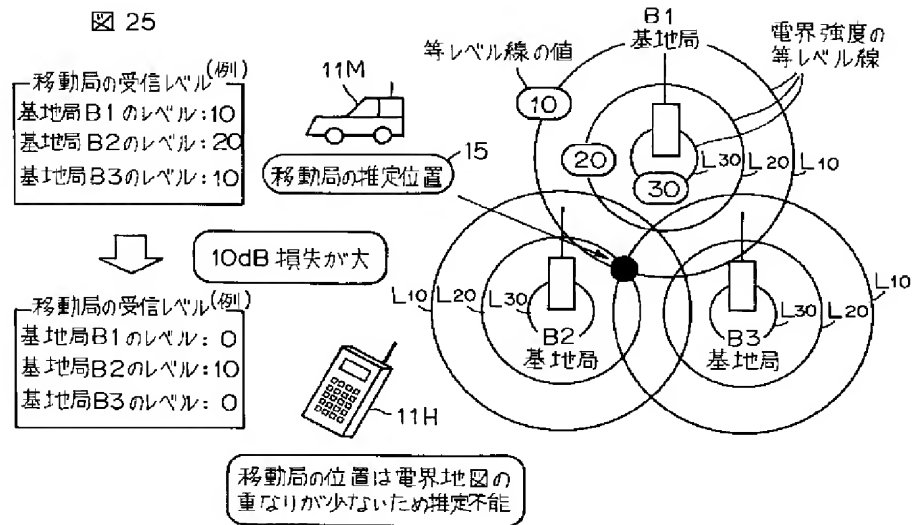 図 25
移動局の受信レベル(例)
基地局B1のレベル:10
基地局B2のレベル:20
基地局B3のレベル:10
10dB 損失が大
移動局の受信レベル(例)
基地局B1のレベル:0
基地局B2のレベル:10
基地局B3のレベル:0
11M
15
移動局の推定位置
11H
移動局の位置は電界地図の
重なりが少ないため推定不能
等レベル線の値
B1
基地局
電界強度の
等レベル線
10
20
30
L30
L20
L10
L10
L20
L30
B2
基地局
B3
基地局
L30
L20
L10